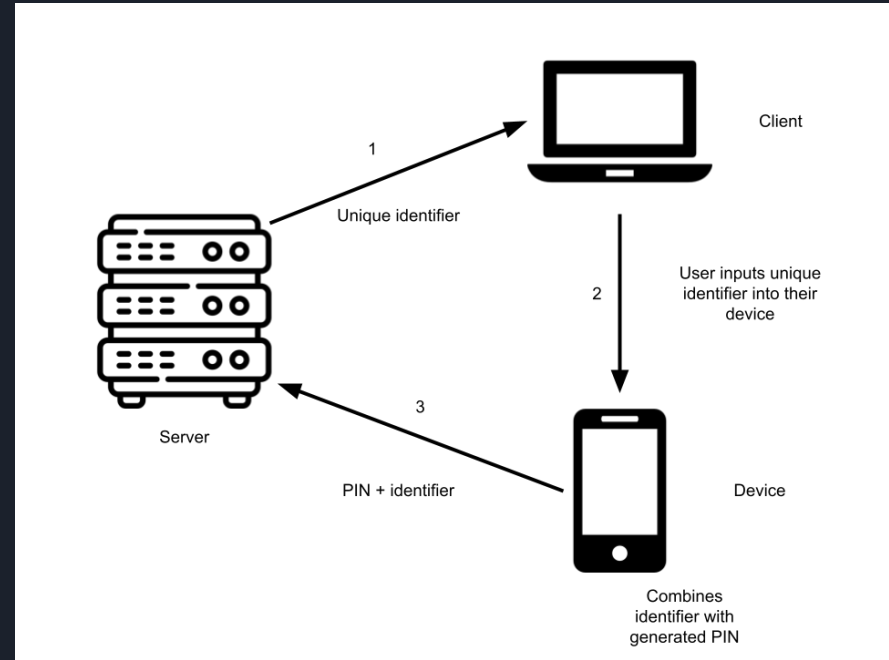 Client
1
Unique identifier
User inputs unique
identifier into their
device
2
3
Server
PIN + identifier
Device
Combines
identifier with
generated PIN